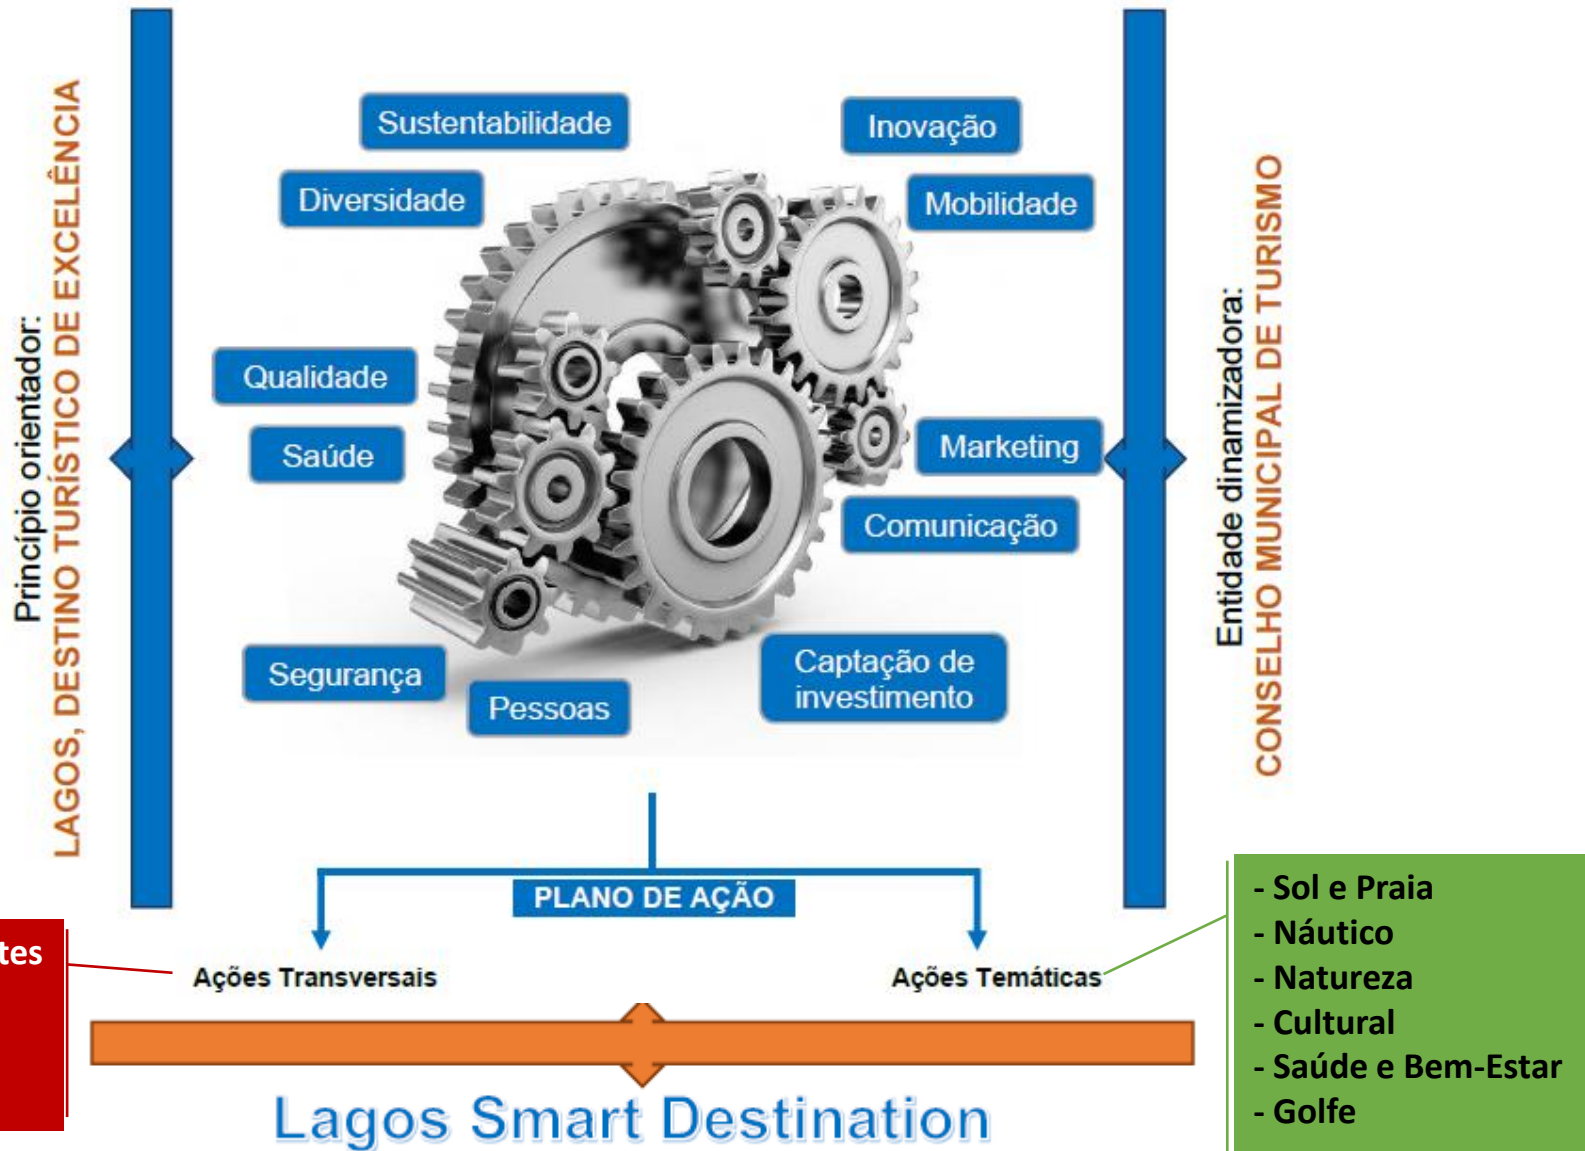 Princípio orientador:
LAGOS, DESTINO TURÍSTICO DE EXCELÊNCIA
Sustentabilidade
Diversidade
Qualidade
Saúde
Segurança
Pessoas
Inovação
Mobilidade
Marketing
Comunicação
Captação de
investimento
Entidade dinamizadora:
CONSELHO MUNICIPAL DE TURISMO
PLANO DE AÇÃO
Ações Transversais
Ações Temáticas
- Sol e Praia
- Náutico
- Natureza
- Cultural
- Saúde e Bem-Estar
- Golfe
Lagos Smart Destination